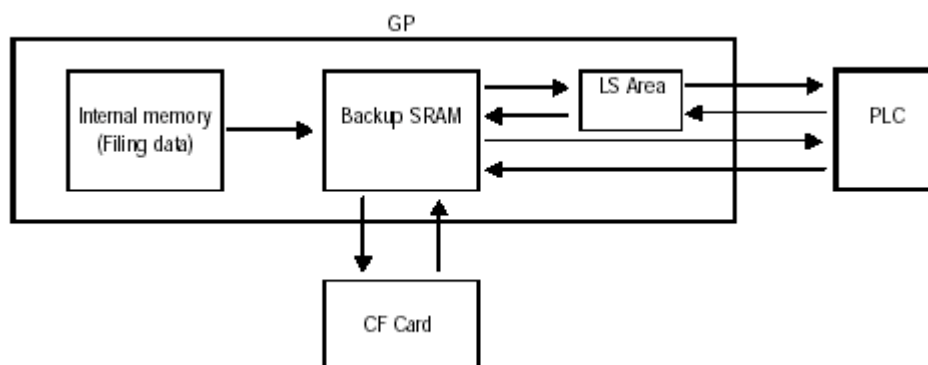 GP
Internal memory
(Filing data)
Backup SRAM
LS Area
PLC
CF Card